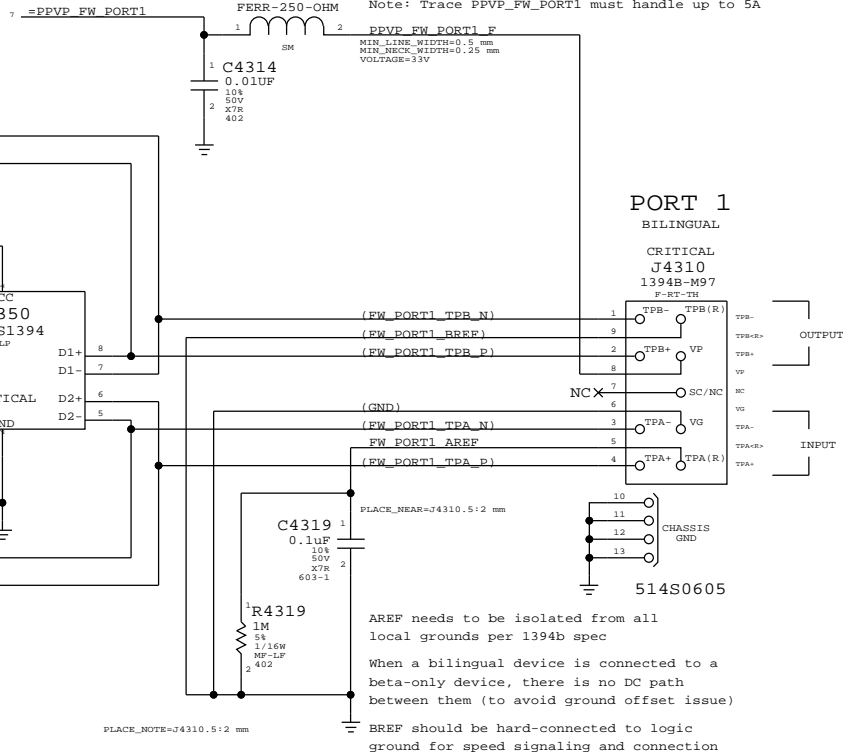 7 =PPVP_FW_PORT1
FERR-250-OHM
1 2
SM
Note: Trace PPVP_FW_PORT1 must handle up to 5A
PPVP_FW_PORT1_F
MIN_LINE_WIDTH=0.5 mm
MIN_NECK_WIDTH=0.25 mm
VOLTAGE=33V
1 C4314
0.01UF
10%
50V
2 X7R
402
PORT 1
BILINGUAL
CRITICAL
J4310
1394B-M97
F-RT-TH
CC
350
S1394
LP
TICAL
ND
D1+ 8
D1- 7
D2+ 6
D2- 5
(FW_PORT1_TPB_N) 1 TPB- TPB(R) TPB-
(FW_PORT1_BREF) 9 TPB<R>
(FW_PORT1_TPB_P) 2 TPB+ VP TPB+
8 VP
NC 7 SC/NC NC
(GND) 6 VG
(FW_PORT1_TPA_N) 3 TPA- VG TPA-
FW_PORT1_AREF 5 TPA<R>
(FW_PORT1_TPA_P) 4 TPA+ TPA(R) TPA+
OUTPUT
INPUT
PLACE_NEAR=J4310.5:2 mm
C4319 1
0.1uF
10%
50V
X7R 2
603-1
10
11
12
13
CHASSIS
GND
514S0605
1 R4319
1M
5%
1/16W
MF-LF
2 402
PLACE_NOTE=J4310.5:2 mm
AREF needs to be isolated from all
local grounds per 1394b spec
When a bilingual device is connected to a
beta-only device, there is no DC path
between them (to avoid ground offset issue)
BREF should be hard-connected to logic
ground for speed signaling and connection